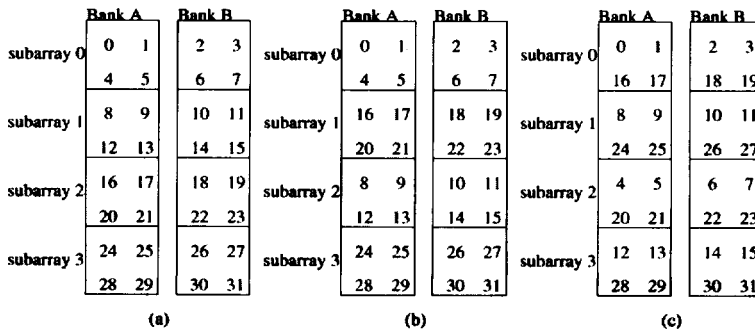 Bank A Bank B Bank A Bank B Bank A Bank B
subarray 0 0 1 2 3 subarray 0 0 1 2 3 subarray 0 0 1 2 3
4 5 6 7 4 5 6 7 16 17 18 19
subarray 1 8 9 10 11 subarray 1 16 17 18 19 subarray 1 8 9 10 11
12 13 14 15 20 21 22 23 24 25 26 27
subarray 2 16 17 18 19 subarray 2 8 9 10 11 subarray 2 4 5 6 7
20 21 22 23 12 13 14 15 20 21 22 23
subarray 3 24 25 26 27 subarray 3 24 25 26 27 subarray 3 12 13 14 15
28 29 30 31 28 29 30 31 28 29 30 31
(a) (b) (c)